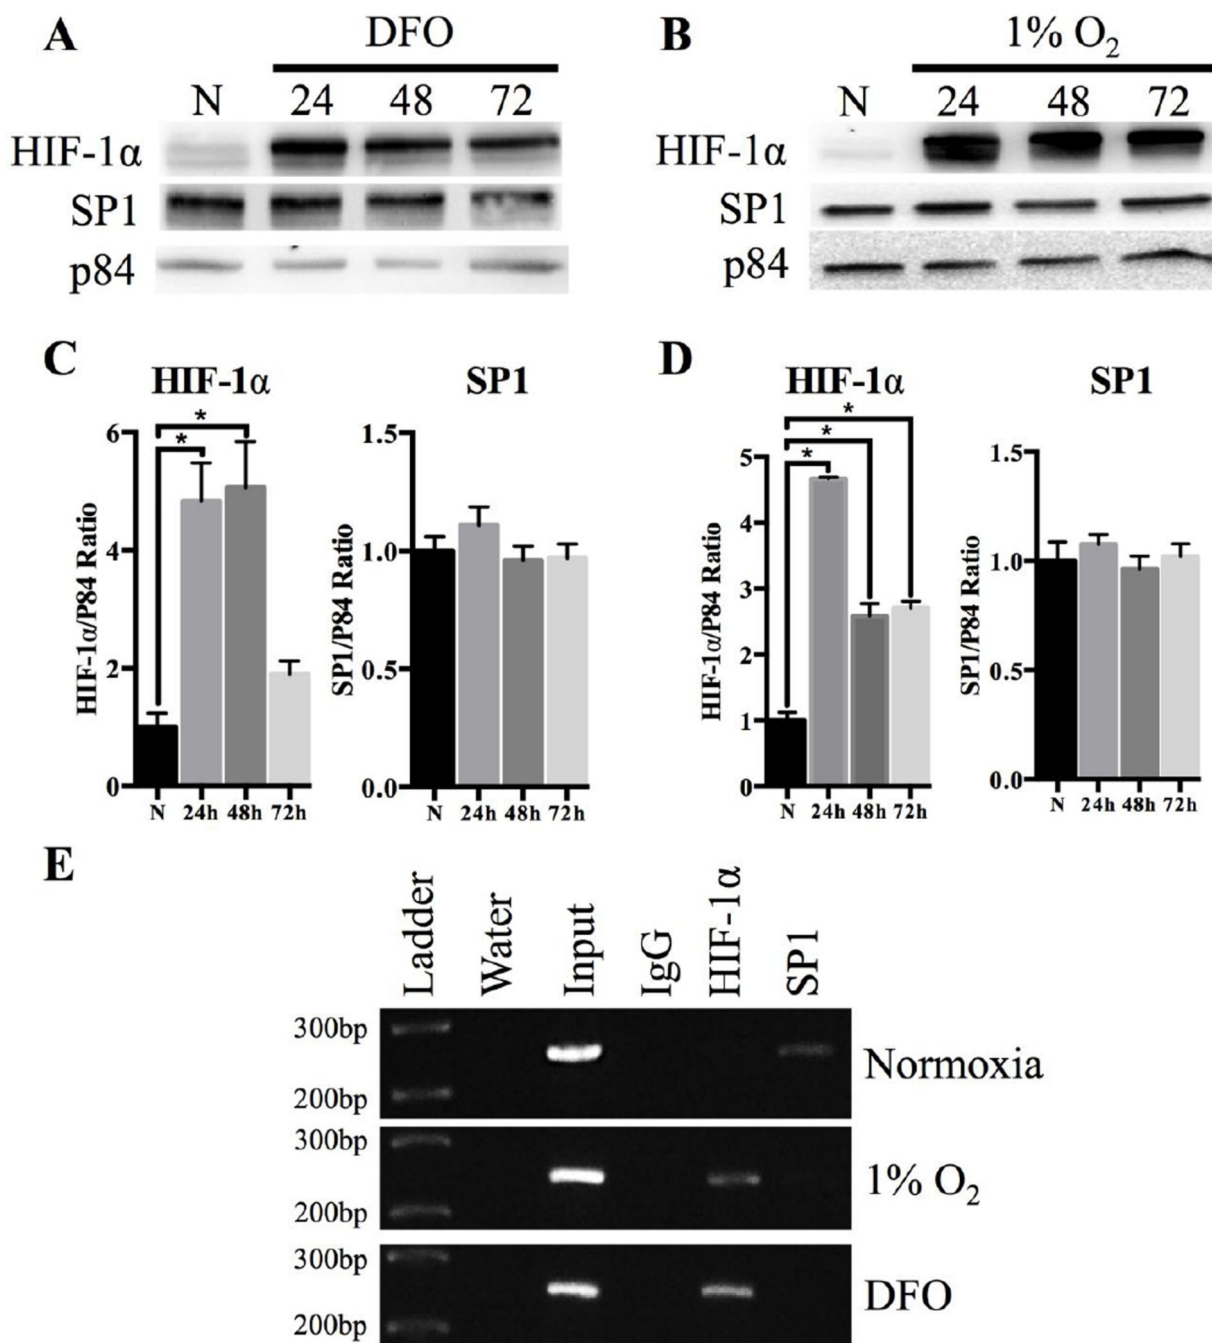 A
DFO
N 24 48 72
HIF-1α
SP1
p84
B
1% O₂
N 24 48 72
HIF-1α
SP1
p84
C
HIF-1α
* *
HIF-1α/P84 Ratio
6
4
2
1
0
N 24h 48h 72h
SP1
SP1/P84 Ratio
1.5
1.0
0.5
0.0
N 24h 48h 72h
D
HIF-1α
* * *
HIF-1α/P84 Ratio
5
4
3
2
1
0
N 24h 48h 72h
SP1
SP1/P84 Ratio
1.5
1.0
0.5
0.0
N 24h 48h 72h
E
Ladder Water Input IgG HIF-1α SP1
300bp
200bp
Normoxia
300bp
200bp
1% O₂
300bp
200bp
DFO